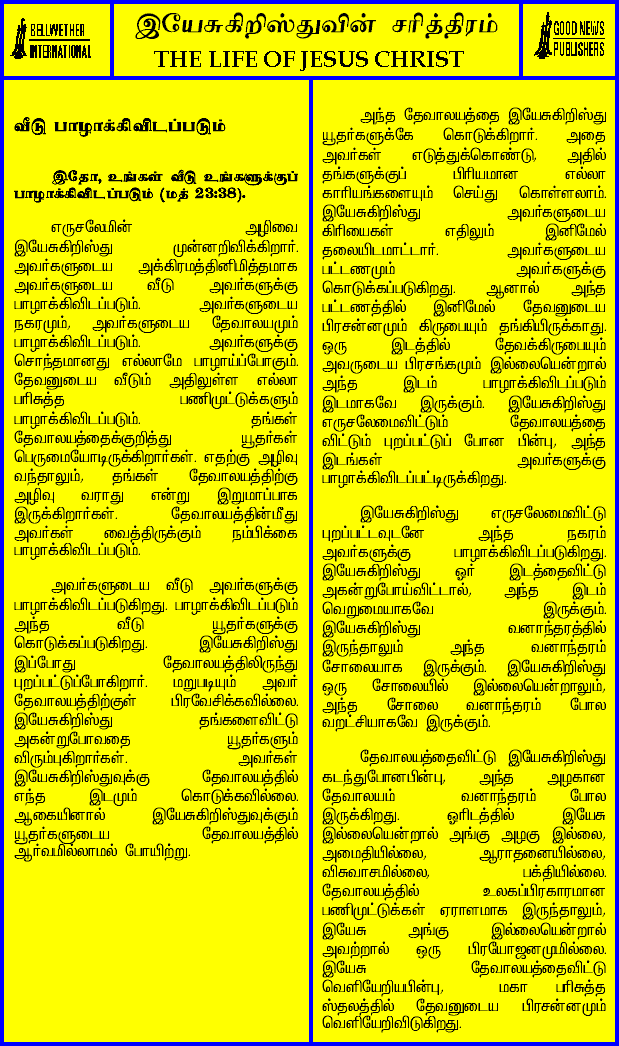 BELLWETHER
INTERNATIONAL
இயேசுகிறிஸ்துவின் சரித்திரம்
THE LIFE OF JESUS CHRIST
GOOD NEWS
PUBLISHERS
வீடு பாழாக்கிவிடப்படும்
இதோ, உங்கள் வீடு உங்களுக்குப்
பாழாக்கிவிடப்படும் (மத் 23:38).
எருசலேமின் அழிவை
இயேசுகிறிஸ்து முன்னறிவிக்கிறார்.
அவர்களுடைய அக்கிரமத்தினிமித்தமாக
அவர்களுடைய வீடு அவர்களுக்கு
பாழாக்கிவிடப்படும். அவர்களுடைய
நகரமும், அவர்களுடைய தேவாலயமும்
பாழாக்கிவிடப்படும். அவர்களுக்கு
சொந்தமானது எல்லாமே பாழாய்ப்போகும்.
தேவனுடைய வீடும் அதிலுள்ள எல்லா
பரிசுத்த பணிமுட்டுக்களும்
பாழாக்கிவிடப்படும். தங்கள்
தேவாலயத்தைக்குறித்து யூதர்கள்
பெருமையோடிருக்கிறார்கள். எதற்கு அழிவு
வந்தாலும், தங்கள் தேவாலயத்திற்கு
அழிவு வராது என்று இறுமாப்பாக
இருக்கிறார்கள். தேவாலயத்தின்மீது
அவர்கள் வைத்திருக்கும் நம்பிக்கை
பாழாக்கிவிடப்படும்.
அவர்களுடைய வீடு அவர்களுக்கு
பாழாக்கிவிடப்படுகிறது. பாழாக்கிவிடப்படும்
அந்த வீடு யூதர்களுக்கு
கொடுக்கப்படுகிறது. இயேசுகிறிஸ்து
இப்போது தேவாலயத்திலிருந்து
புறப்பட்டுப்போகிறார். மறுபடியும் அவர்
தேவாலயத்திற்குள் பிரவேசிக்கவில்லை.
இயேசுகிறிஸ்து தங்களைவிட்டு
அகன்றுபோவதை யூதர்களும்
விரும்புகிறார்கள். அவர்கள்
இயேசுகிறிஸ்துவுக்கு தேவாலயத்தில்
எந்த இடமும் கொடுக்கவில்லை.
ஆகையினால் இயேசுகிறிஸ்துவுக்கும்
யூதர்களுடைய தேவாலயத்தில்
ஆர்வமில்லாமல் போயிற்று.
அந்த தேவாலயத்தை இயேசுகிறிஸ்து
யூதர்களுக்கே கொடுக்கிறார். அதை
அவர்கள் எடுத்துக்கொண்டு, அதில்
தங்களுக்குப் பிரியமான எல்லா
காரியங்களையும் செய்து கொள்ளலாம்.
இயேசுகிறிஸ்து அவர்களுடைய
கிரியைகள் எதிலும் இனிமேல்
தலையிடமாட்டார். அவர்களுடைய
பட்டணமும் அவர்களுக்கு
கொடுக்கப்படுகிறது. ஆனால் அந்த
பட்டணத்தில் இனிமேல் தேவனுடைய
பிரசன்னமும் கிருபையும் தங்கியிருக்காது.
ஒரு இடத்தில் தேவகிருபையும்
அவருடைய பிரசங்கமும் இல்லையென்றால்
அந்த இடம் பாழாக்கிவிடப்படும்
இடமாகவே இருக்கும். இயேசுகிறிஸ்து
எருசலேமைவிட்டும் தேவாலயத்தை
விட்டும் புறப்பட்டுப் போன பின்பு, அந்த
இடங்கள் அவர்களுக்கு
பாழாக்கிவிடப்பட்டிருக்கிறது.
இயேசுகிறிஸ்து எருசலேமைவிட்டு
புறப்பட்டவுடனே அந்த நகரம்
அவர்களுக்கு பாழாக்கிவிடப்படுகிறது.
இயேசுகிறிஸ்து ஓர் இடத்தைவிட்டு
அகன்றுபோய்விட்டால், அந்த இடம்
வெறுமையாகவே இருக்கும்.
இயேசுகிறிஸ்து வனாந்தரத்தில்
இருந்தாலும் அந்த வனாந்தரம்
சோலையாக இருக்கும். இயேசுகிறிஸ்து
ஒரு சோலையில் இல்லையென்றாலும்,
அந்த சோலை வனாந்தரம் போல
வறட்சியாகவே இருக்கும்.
தேவாலயத்தைவிட்டு இயேசுகிறிஸ்து
கடந்துபோனபின்பு, அந்த அழகான
தேவாலயம் வனாந்தரம் போல
இருக்கிறது. ஓரிடத்தில் இயேசு
இல்லையென்றால் அங்கு அழகு இல்லை,
அமைதியில்லை, ஆராதனையில்லை,
விசுவாசமில்லை, பக்தியில்லை.
தேவாலயத்தில் உலகப்பிரகாரமான
பணிமுட்டுக்கள் ஏராளமாக இருந்தாலும்,
இயேசு அங்கு இல்லையென்றால்
அவற்றால் ஒரு பிரயோஜனமுமில்லை.
இயேசு தேவாலயத்தைவிட்டு
வெளியேறியபின்பு, மகா பரிசுத்த
ஸ்தலத்தில் தேவனுடைய பிரசன்னமும்
வெளியேறிவிடுகிறது.